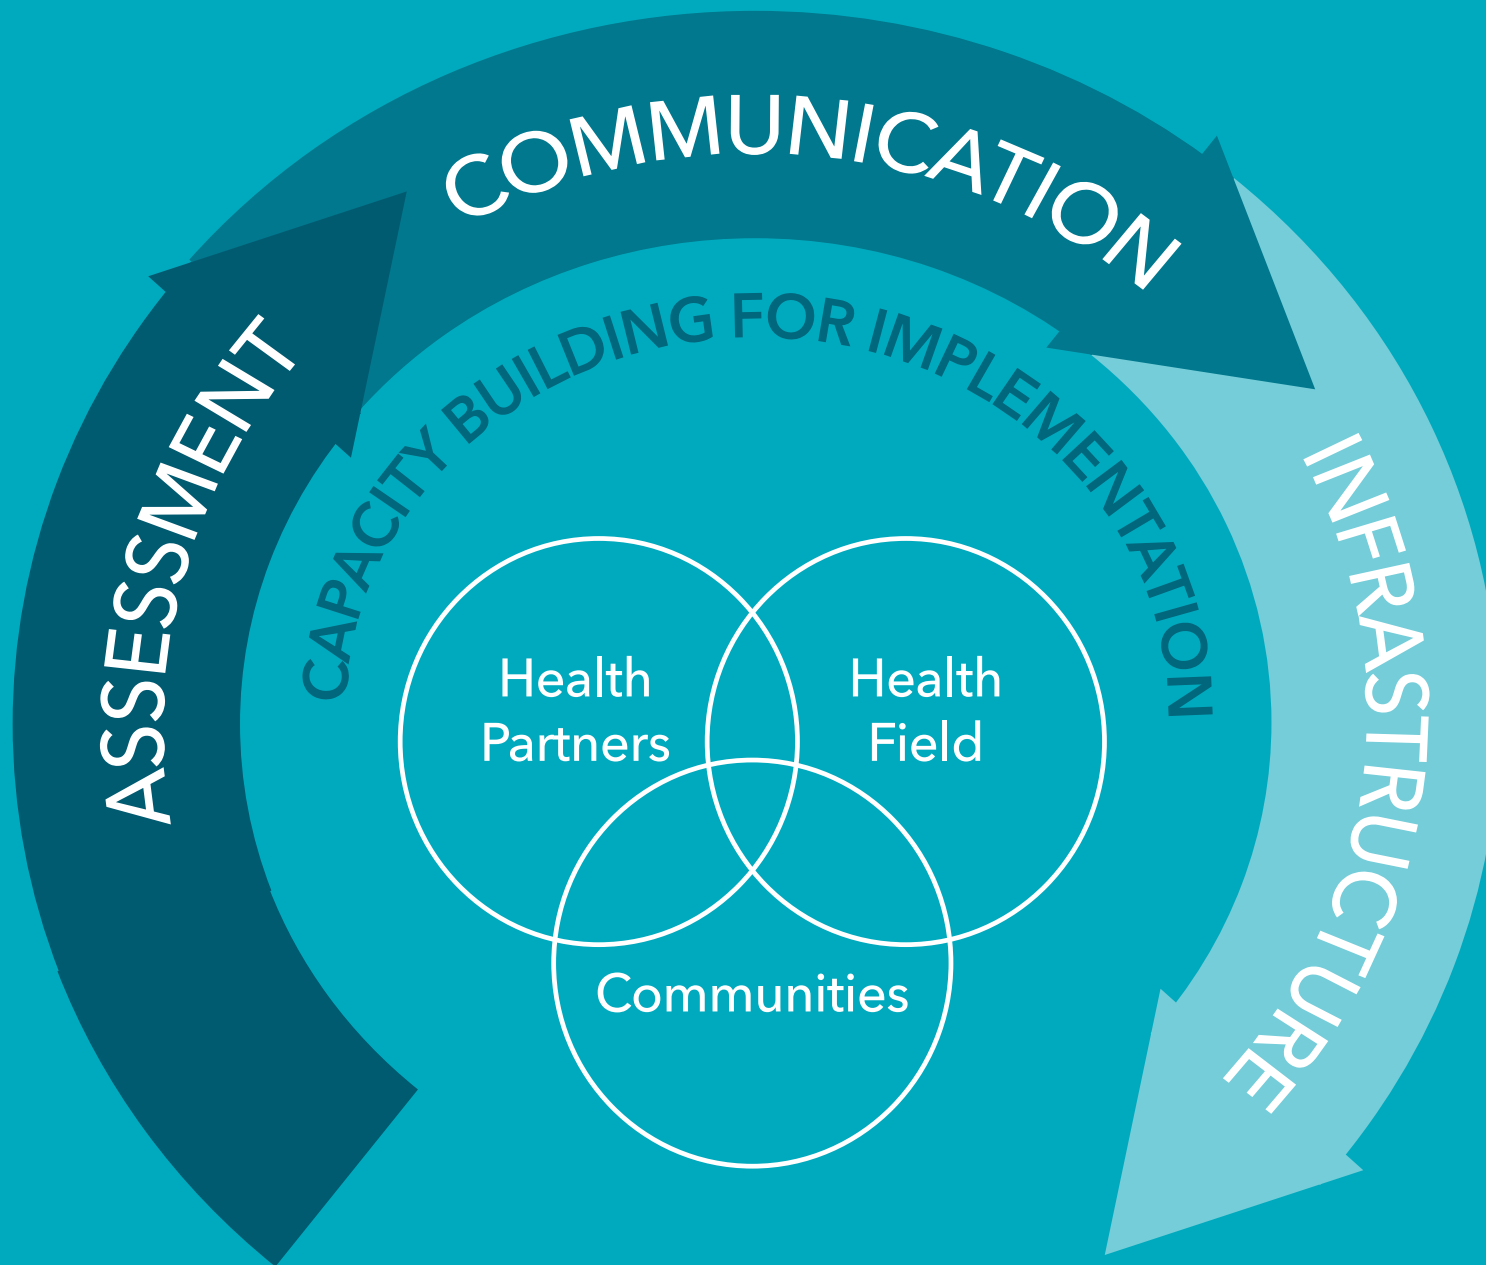 ASSESSMENT
COMMUNICATION
INFRASTRUCTURE
CAPACITY BUILDING FOR IMPLEMENTATION
Health
Partners
Health
Field
Communities